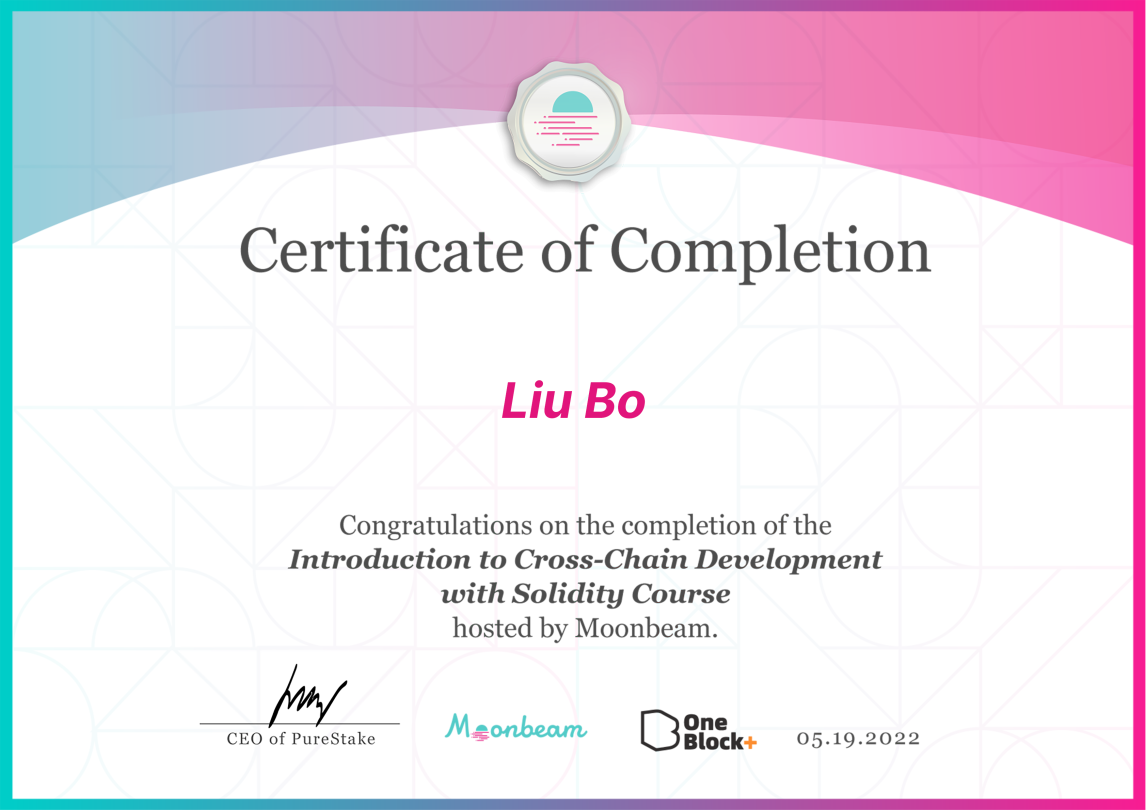 Certificate of Completion
Liu Bo
Congratulations on the completion of the
Introduction to Cross-Chain Development
with Solidity Course
hosted by Moonbeam.
CEO of PureStake
Moonbeam
One
Block+
05.19.2022